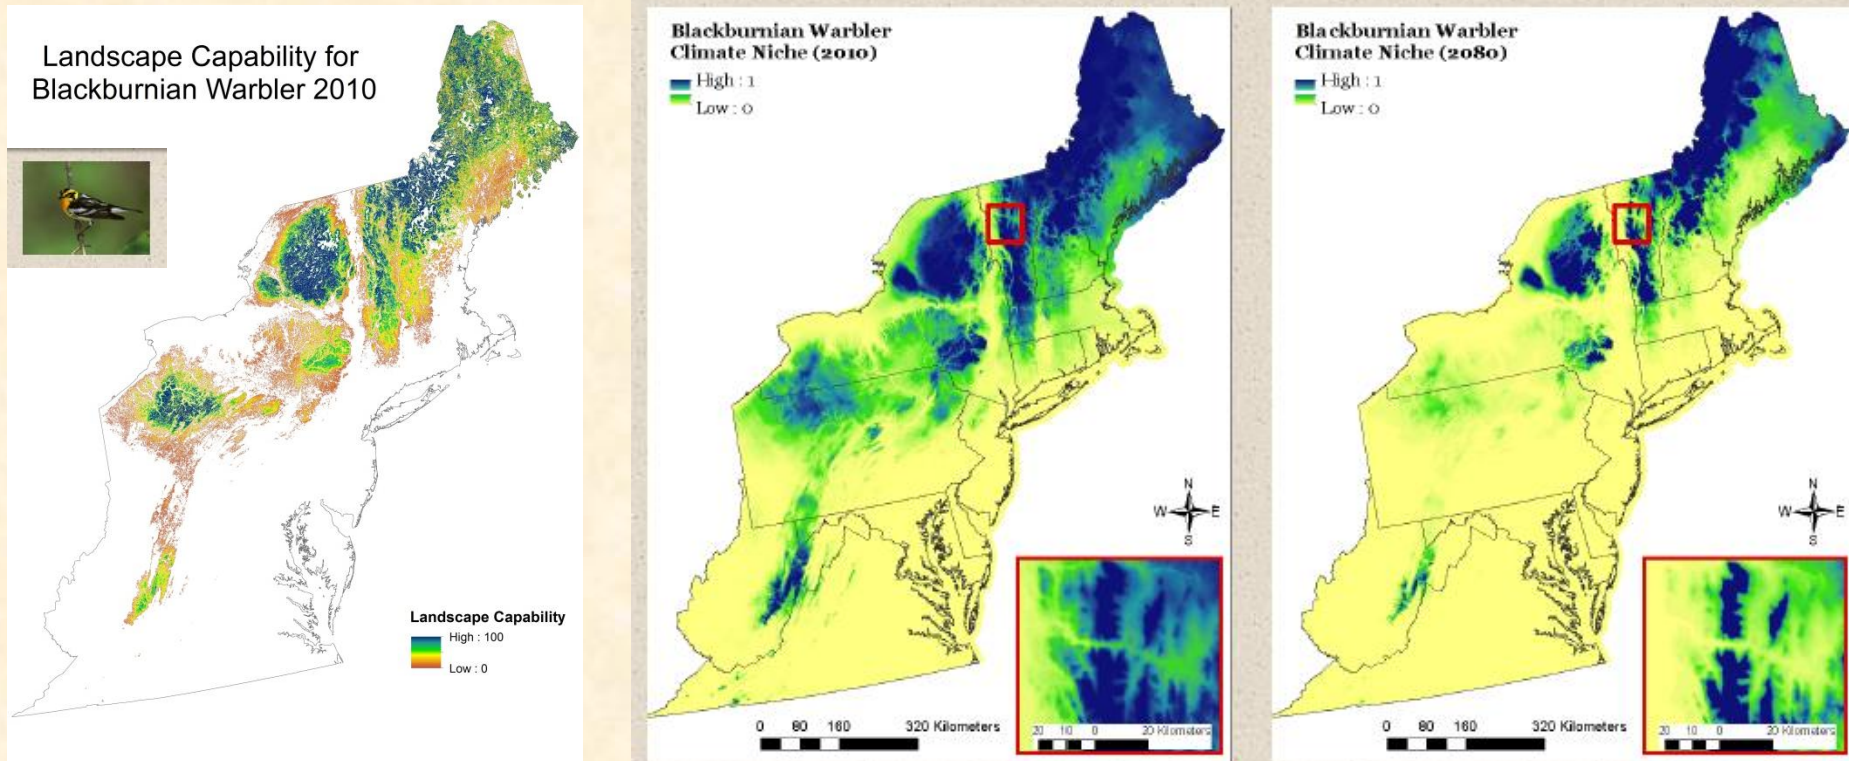 Landscape Capability for
Blackburnian Warbler 2010
Landscape Capability
High : 100
Low : 0
Blackburnian Warbler
Climate Niche (2010)
High : 1
Low : 0
N
W E
S
0 80 160 320 Kilometers
20 10 0 20 Kilometers
Blackburnian Warbler
Climate Niche (2080)
High : 1
Low : 0
N
W E
S
0 80 160 320 Kilometers
20 10 0 20 Kilometers